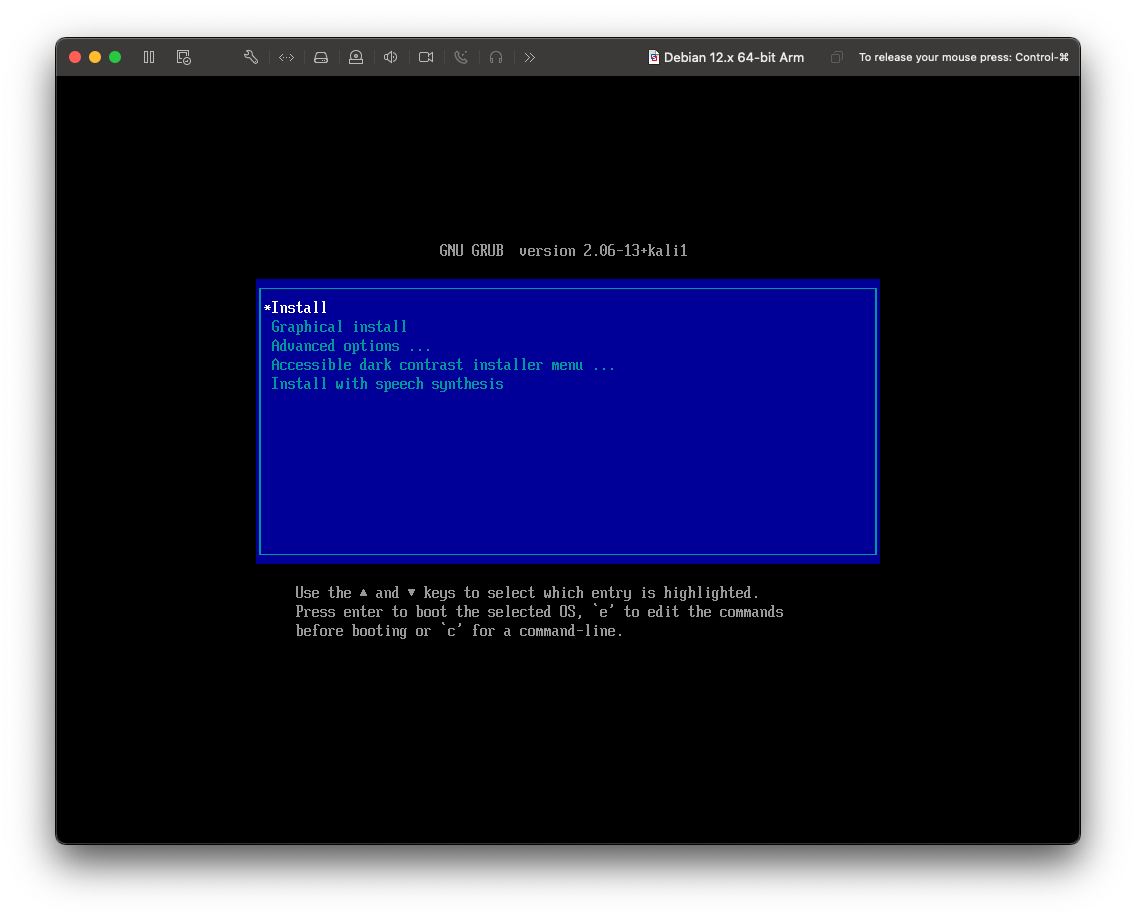 Debian 12.x 64-bit Arm
To release your mouse press: Control-⌘
GNU GRUB  version 2.06-13+kali1
*Install
Graphical install
Advanced options ...
Accessible dark contrast installer menu ...
Install with speech synthesis
Use the ▲ and ▼ keys to select which entry is highlighted.
Press enter to boot the selected OS, `e' to edit the commands
before booting or `c' for a command-line.